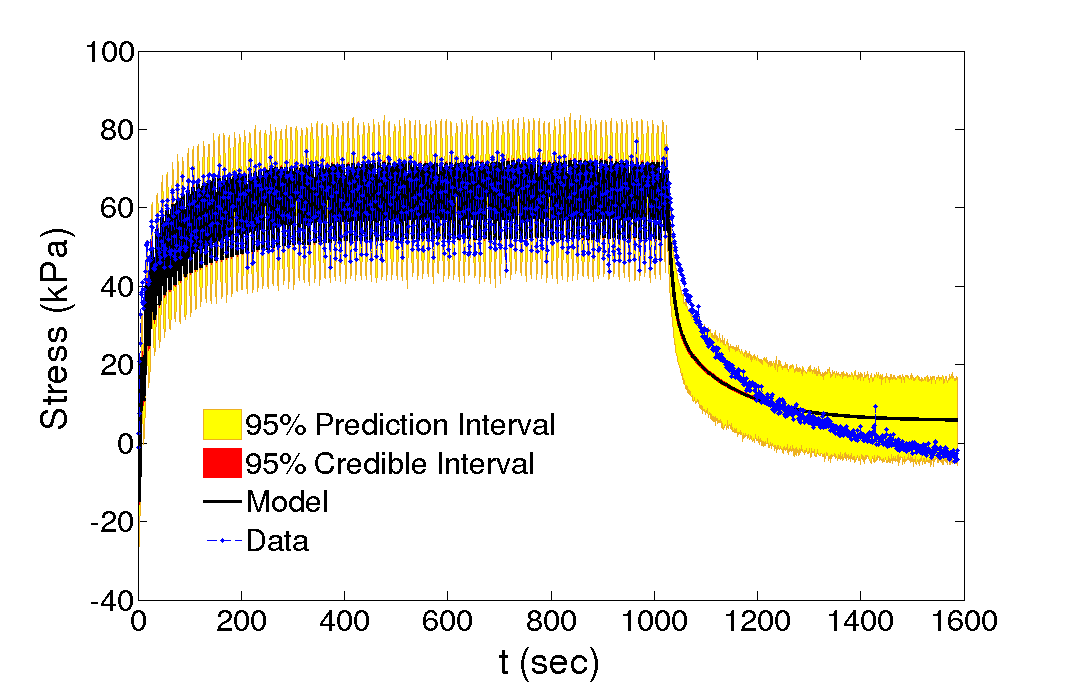 100
80
60
40
20
0
-20
-40
Stress (kPa)
95% Prediction Interval
95% Credible Interval
Model
Data
0 200 400 600 800 1000 1200 1400 1600
t (sec)